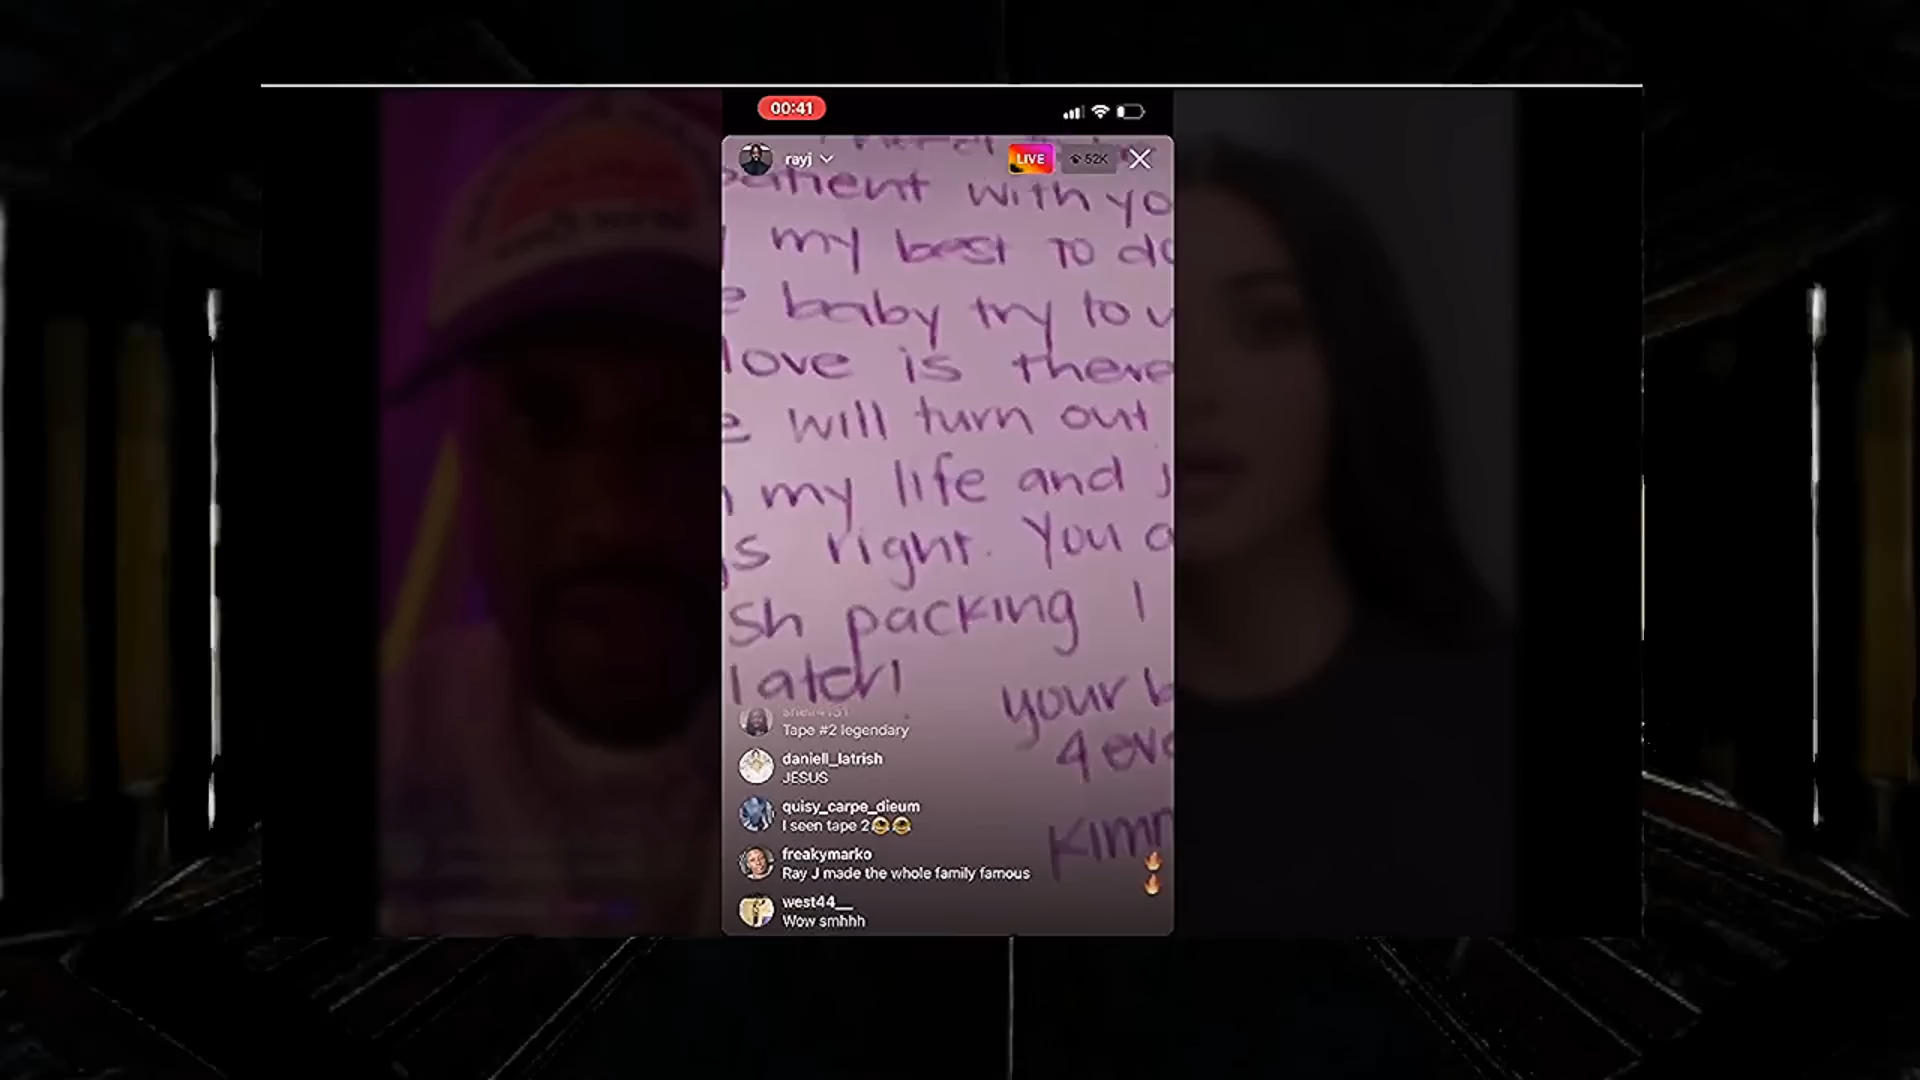 00:41
rayj
LIVE
52K
patient with yo
my best to do
baby try to
love is there
will turn out
my life and
s right. You a
sh packing I
later!
your b
4 eve
Kimm
Tape #2 legendary
daniell_latrish
JESUS
quisy_carpe_dieum
I seen tape 2
freakymarko
Ray J made the whole family famous
west44__
Wow smhhh